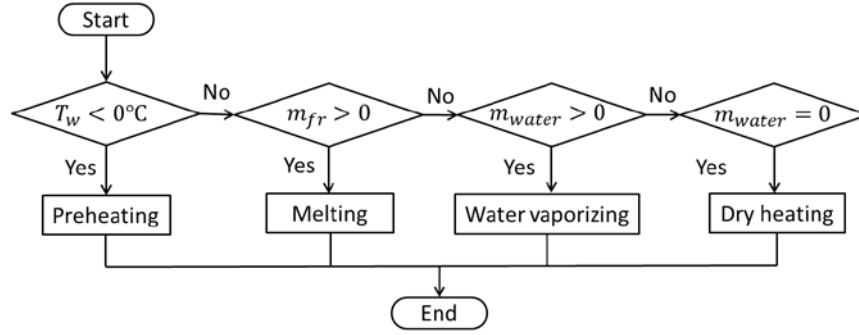 Start
T_w < 0°C
No
m_fr > 0
No
m_water > 0
No
m_water = 0
Yes
Yes
Yes
Yes
Preheating
Melting
Water vaporizing
Dry heating
End